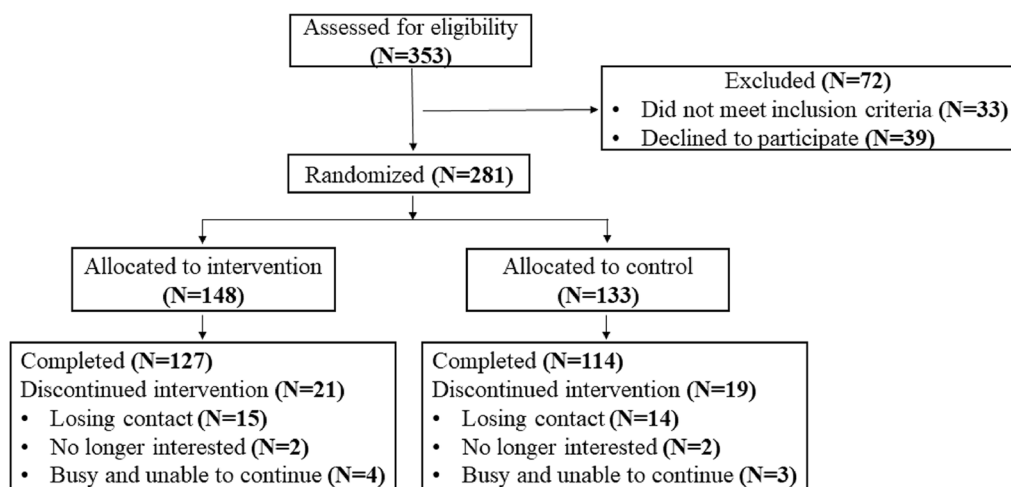 Assessed for eligibility
(N=353)
Excluded (N=72)
• Did not meet inclusion criteria (N=33)
• Declined to participate (N=39)
Randomized (N=281)
Allocated to intervention
(N=148)
Allocated to control
(N=133)
Completed (N=127)
Discontinued intervention (N=21)
• Losing contact (N=15)
• No longer interested (N=2)
• Busy and unable to continue (N=4)
Completed (N=114)
Discontinued intervention (N=19)
• Losing contact (N=14)
• No longer interested (N=2)
• Busy and unable to continue (N=3)